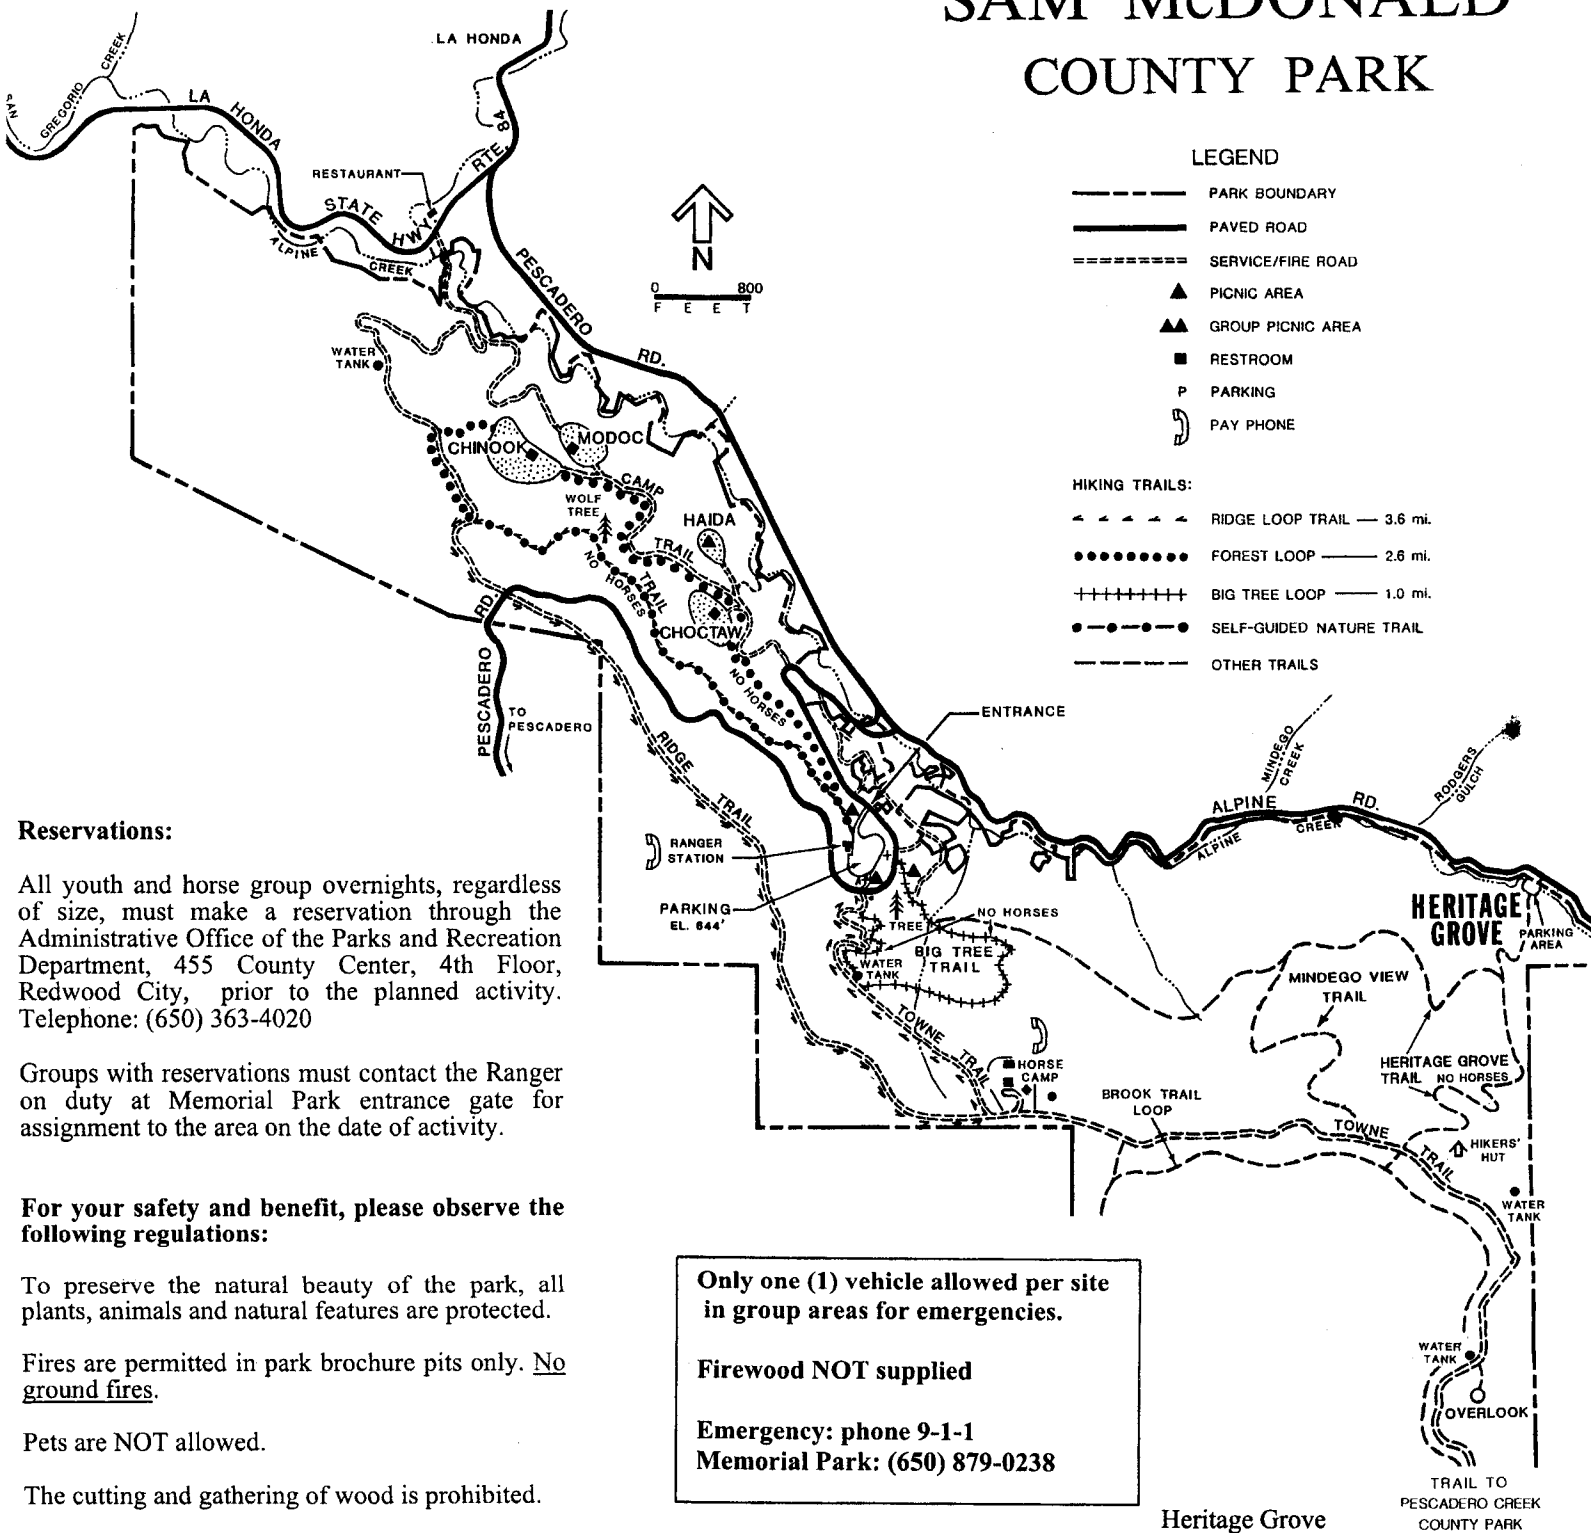 SAM McDONALD
COUNTY PARK
LEGEND
PARK BOUNDARY
PAVED ROAD
SERVICE/FIRE ROAD
PICNIC AREA
GROUP PICNIC AREA
RESTROOM
P PARKING
PAY PHONE
HIKING TRAILS:
RIDGE LOOP TRAIL — 3.6 mi.
FOREST LOOP — 2.6 mi.
BIG TREE LOOP — 1.0 mi.
SELF-GUIDED NATURE TRAIL
OTHER TRAILS
LA HONDA
SAN GREGORIO CREEK
LA HONDA
STATE HWY.
RTE. 84
RESTAURANT
ALPINE CREEK
N
0 800
FEET
PESCADERO RD.
WATER
TANK
CHINOOK
MODOC
CAMP
WOLF
TREE
HAIDA
TRAIL
TRAIL
NO HORSES
CHOCTAW
NO HORSES
RD.
PESCADERO
TO
PESCADERO
ENTRANCE
RIDGE TRAIL
MINDEGO
CREEK
RODGERS
GULCH
ALPINE RD.
ALPINE CREEK
RANGER
STATION
PARKING
EL. 644'
TREE
NO HORSES
BIG TREE
TRAIL
WATER
TANK
TOWNE TRAIL
HERITAGE
GROVE
PARKING
AREA
MINDEGO VIEW
TRAIL
HERITAGE GROVE
TRAIL NO HORSES
HORSE
CAMP
BROOK TRAIL
LOOP
TOWNE TRAIL
HIKERS'
HUT
WATER
TANK
WATER
TANK
OVERLOOK
TRAIL TO
PESCADERO CREEK
COUNTY PARK
Reservations:
All youth and horse group overnights, regardless
of size, must make a reservation through the
Administrative Office of the Parks and Recreation
Department, 455 County Center, 4th Floor,
Redwood City, prior to the planned activity.
Telephone: (650) 363-4020
Groups with reservations must contact the Ranger
on duty at Memorial Park entrance gate for
assignment to the area on the date of activity.
For your safety and benefit, please observe the
following regulations:
To preserve the natural beauty of the park, all
plants, animals and natural features are protected.
Fires are permitted in park brochure pits only. No
ground fires.
Pets are NOT allowed.
The cutting and gathering of wood is prohibited.
Only one (1) vehicle allowed per site
in group areas for emergencies.
Firewood NOT supplied
Emergency: phone 9-1-1
Memorial Park: (650) 879-0238
Heritage Grove